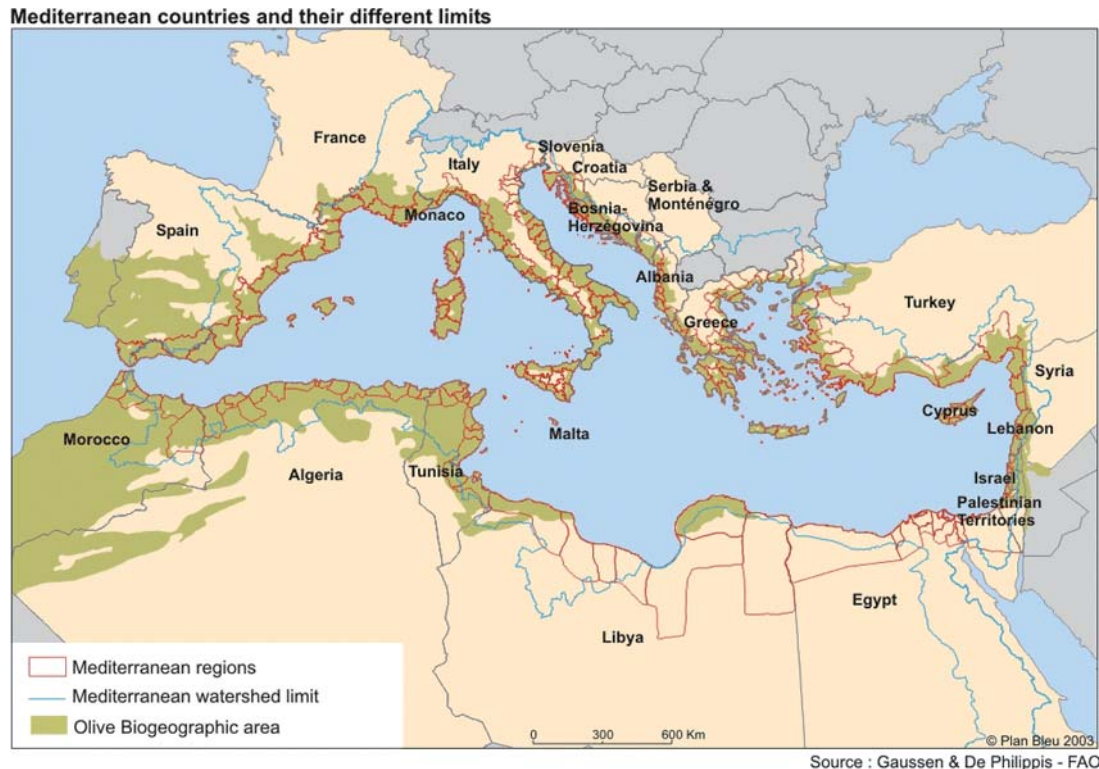 Mediterranean countries and their different limits
France
Slovenia
Italy
Croatia
Serbia &
Monténégro
Bosnia-
Herzégovina
Monaco
Spain
Albania
Turkey
Greece
Syria
Cyprus
Lebanon
Malta
Morocco
Algeria
Tunisia
Israel
Palestinian
Territories
Egypt
Libya
Mediterranean regions
Mediterranean watershed limit
Olive Biogeographic area
0 300 600 Km
© Plan Bleu 2003
Source : Gaussen & De Philippis - FAO